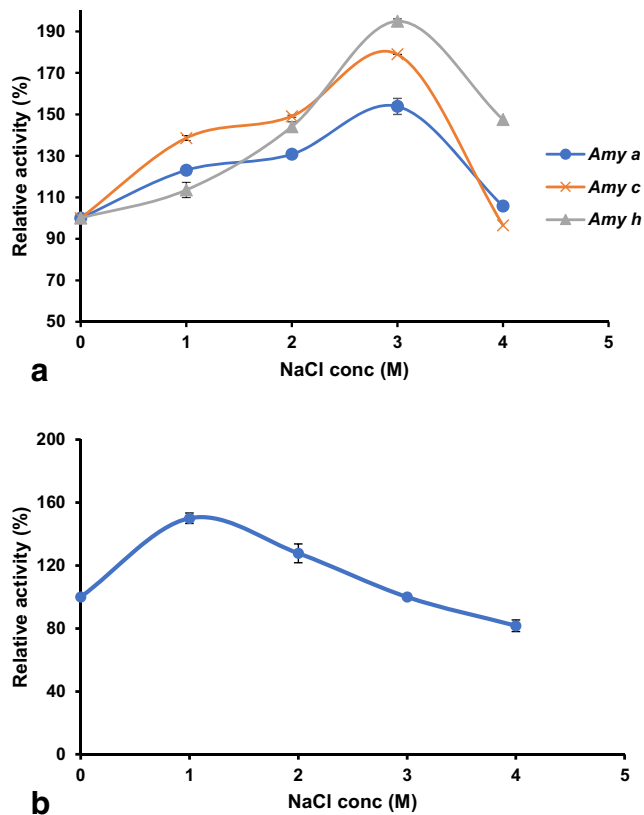 Relative activity (%)
190
170
150
130
110
90
70
50
0 1 2 3 4 5
NaCl conc (M)
Amy a
Amy c
Amy h
a
Relative activity (%)
200
160
120
80
40
0
0 1 2 3 4 5
NaCl conc (M)
b